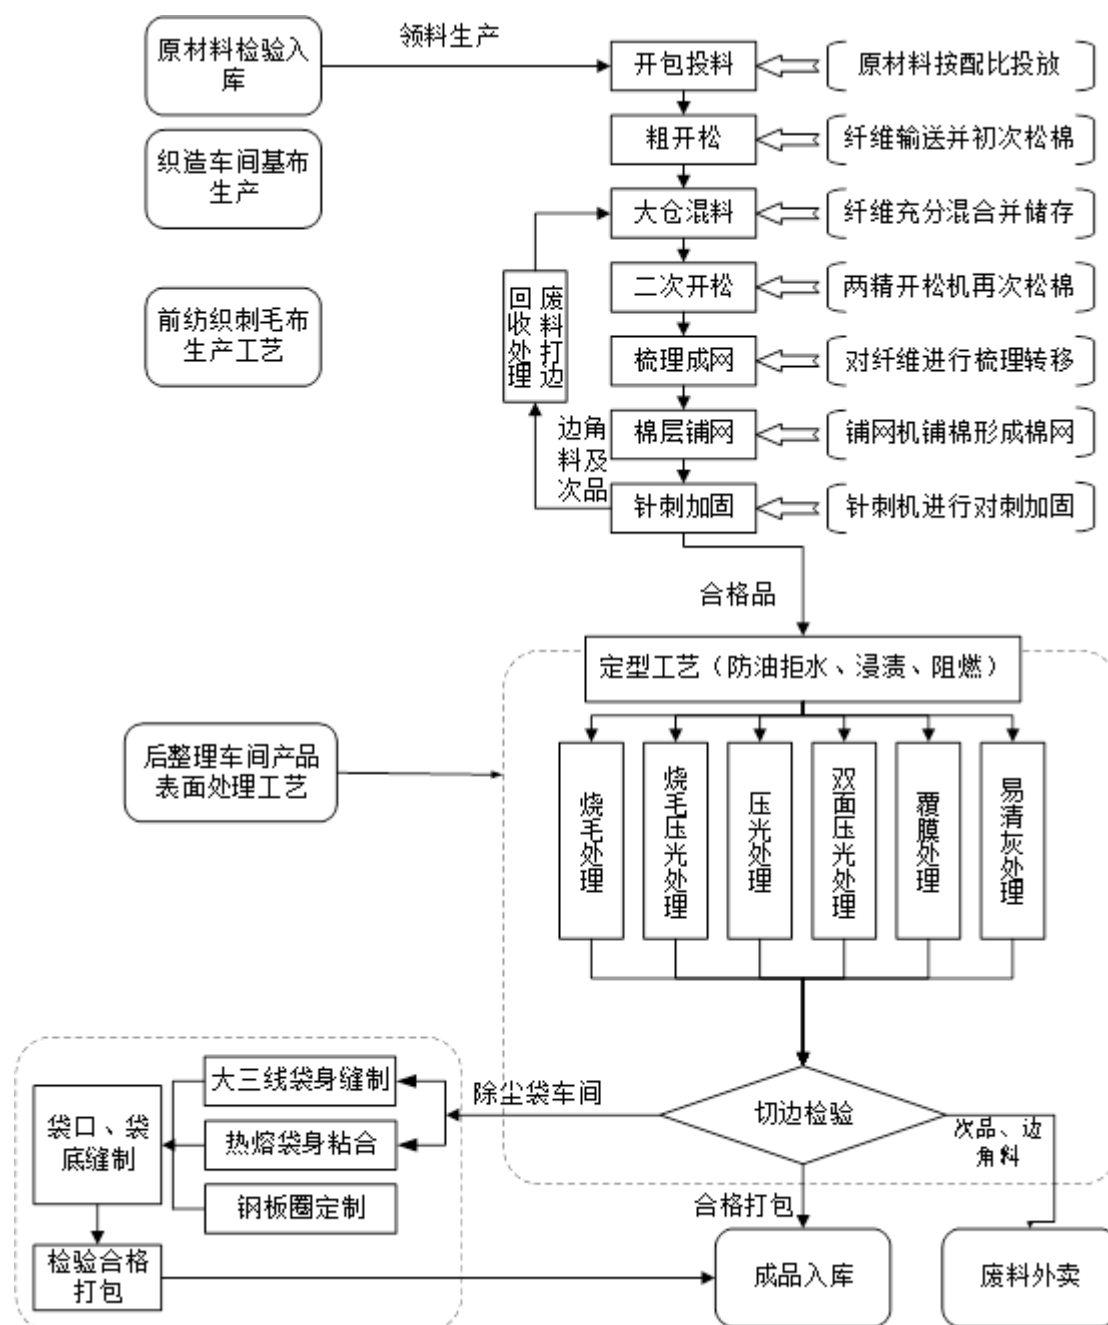 原材料检验入
库
领料生产
开包投料
原材料按配比投放
织造车间基布
生产
粗开松
纤维输送并初次松棉
大仓混料
纤维充分混合并储存
前纺织刺毛布
生产工艺
废料打边
回收处理
二次开松
两精开松机再次松棉
梳理成网
对纤维进行梳理转移
边角
料及
次品
棉层铺网
铺网机铺棉形成棉网
针刺加固
针刺机进行对刺加固
合格品
定型工艺（防油拒水、浸渍、阻燃）
后整理车间产品
表面处理工艺
烧毛处理
烧毛压光处理
压光处理
双面压光处理
覆膜处理
易清灰处理
大三线袋身缝制
除尘袋车间
切边检验
次品、边
角料
袋口、袋
底缝制
热熔袋身粘合
钢板圈定制
合格打包
检验合格
打包
成品入库
废料外卖